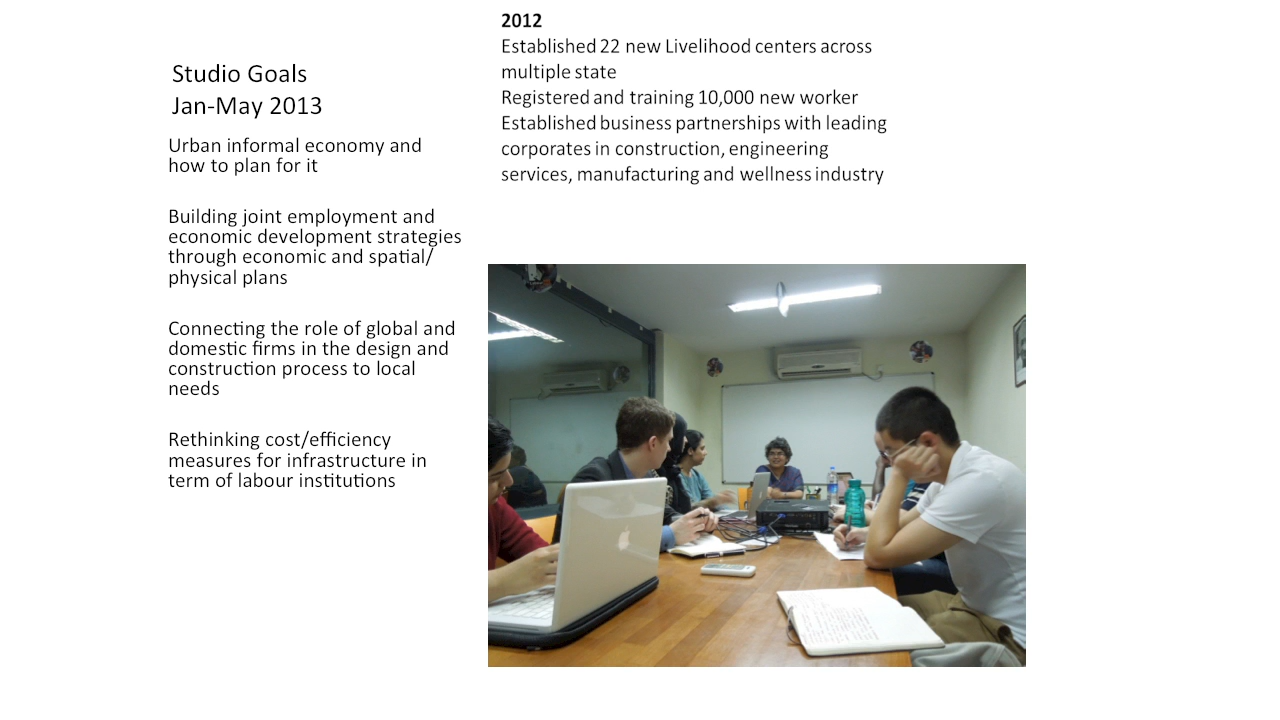 Studio Goals
Jan-May 2013
Urban informal economy and
how to plan for it
Building joint employment and
economic development strategies
through economic and spatial/
physical plans
Connecting the role of global and
domestic firms in the design and
construction process to local
needs
Rethinking cost/efficiency
measures for infrastructure in
term of labour institutions
2012
Established 22 new Livelihood centers across
multiple state
Registered and training 10,000 new worker
Established business partnerships with leading
corporates in construction, engineering
services, manufacturing and wellness industry